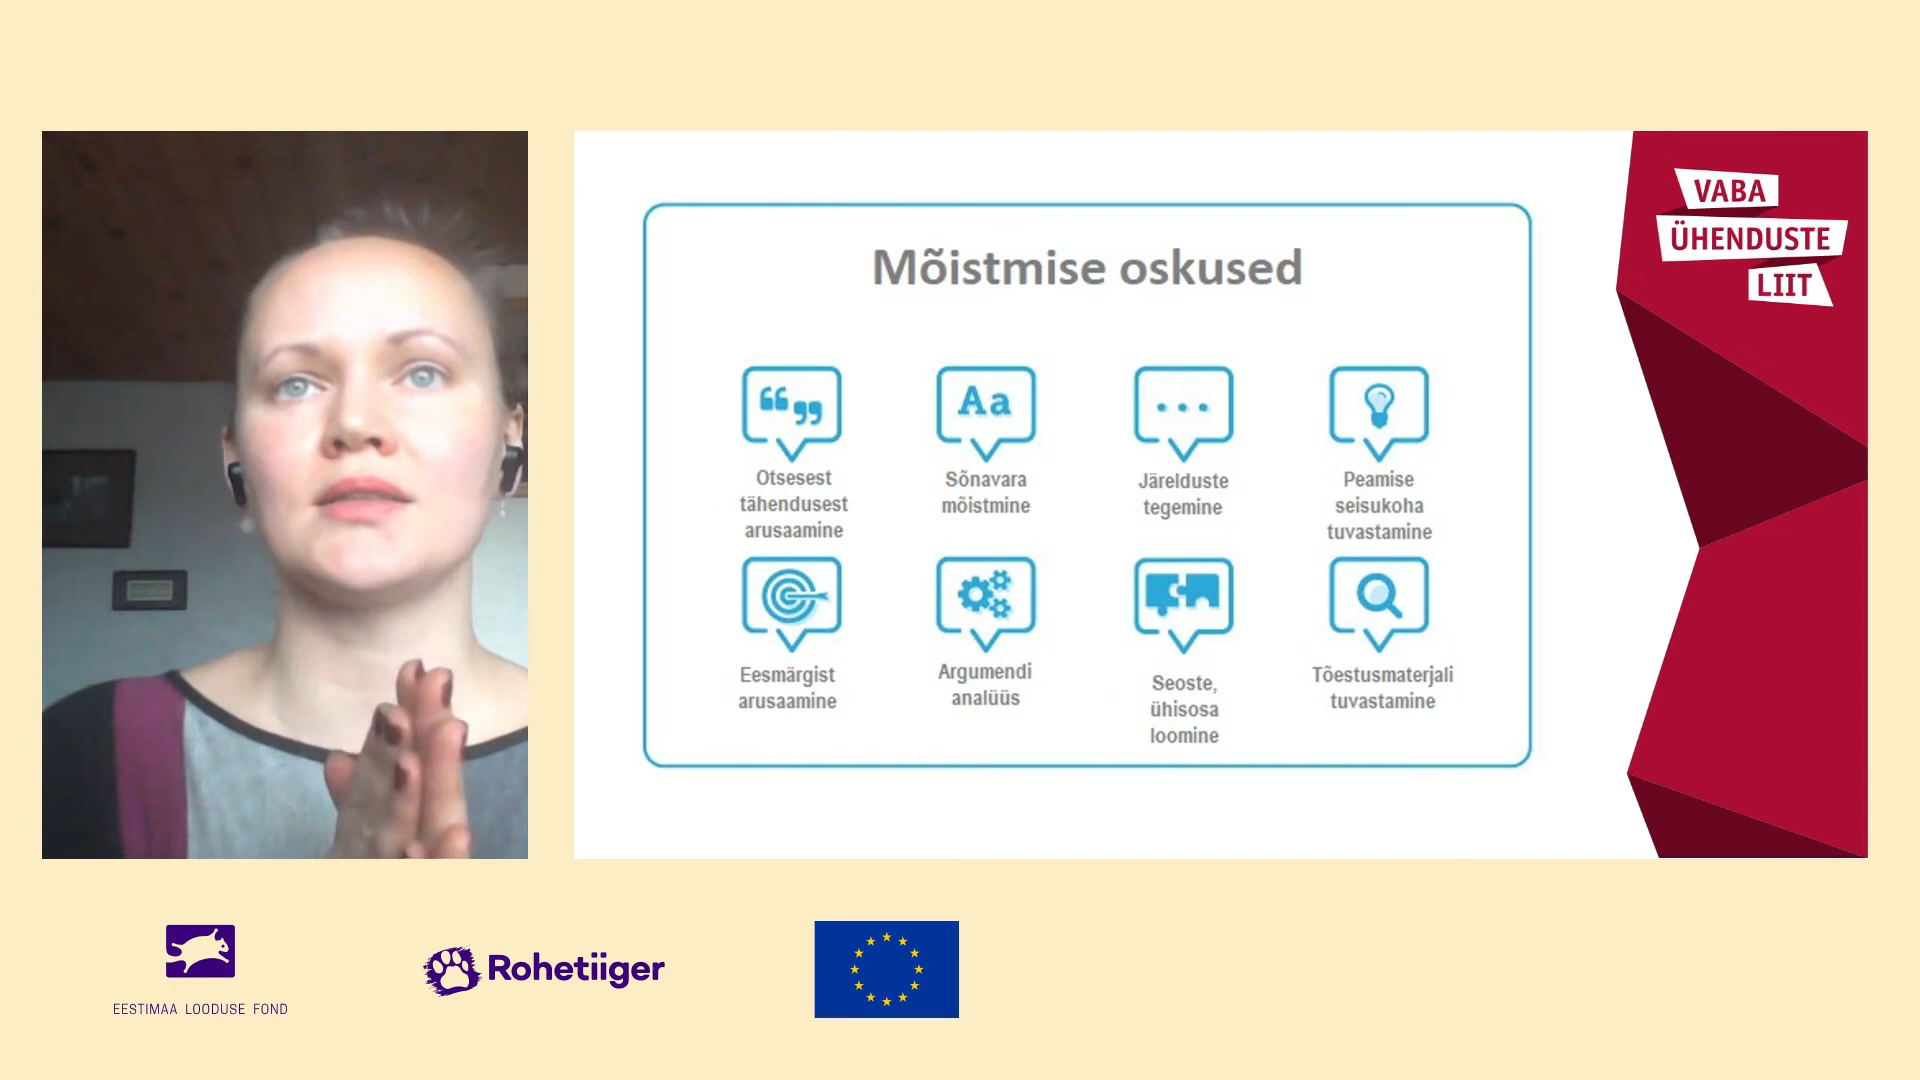 VABA
ÜHENDUSTE
LIIT
Mõistmise oskused
Otsesest
tähendusest
arusaamine
Aa
Sõnavara
mõistmine
Järelduste
tegemine
Peamise
seisukoha
tuvastamine
Eesmärgist
arusaamine
Argumendi
analüüs
Seoste,
ühisosa
loomine
Tõestusmaterjali
tuvastamine
EESTIMAA LOODUSE FOND
Rohetiiger